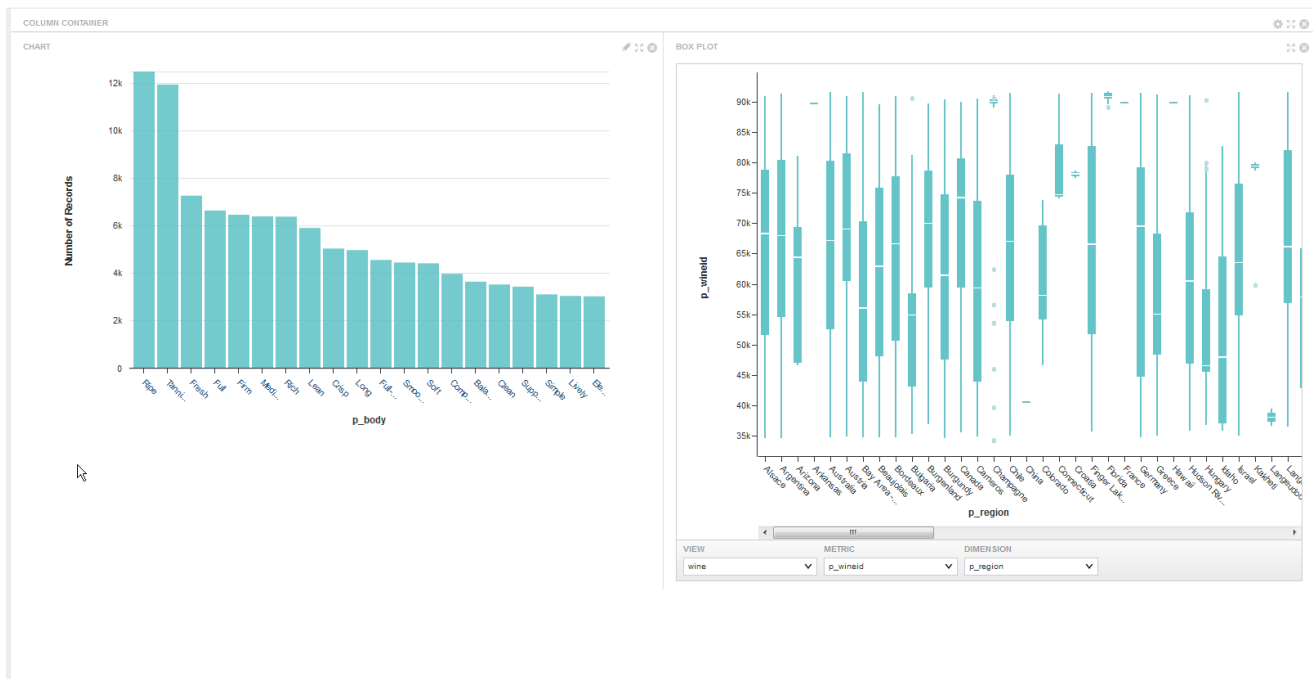 COLUMN CONTAINER
CHART
12k
10k
8k
6k
4k
2k
0
Number of Records
Ripe
Tanni...
Fresh
Full
Firm
Medi...
Rich
Lean
Crisp
Long
Full-...
Smoo...
Soft
Comp...
Bala...
Clean
Supp...
Simple
Lively
Ele...
p_body
BOX PLOT
90k
85k
80k
75k
70k
65k
60k
55k
50k
45k
40k
35k
p_wineid
Alsace
Argentina
Arizona
Arkansas
Australia
Austria
Bay Area -...
Beaujolais
Bordeaux
Bulgaria
Burgenland
Burgundy
Canada
Carneros
Champagne
Chile
China
Colorado
Connecticut
Croatia
Finger Lak...
Florida
France
Germany
Greece
Hawaii
Hudson Riv...
Hungary
Idaho
Israel
Kakheti
Languedoc
Lang
p_region
VIEW METRIC DIMENSION
wine p_wineid p_region